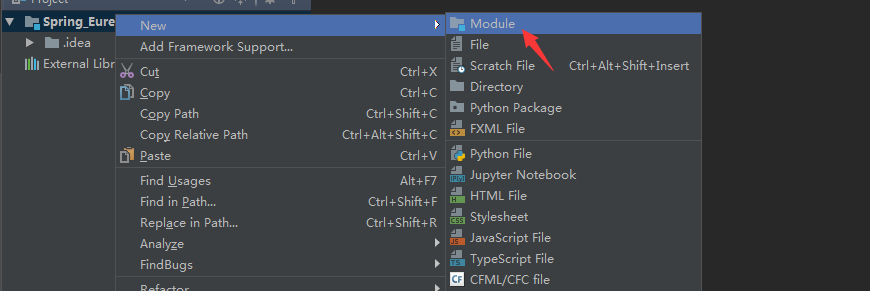 Project
Spring_Eure
.idea
External Libr
New
Add Framework Support...
Cut Ctrl+X
Copy Ctrl+C
Copy Path Ctrl+Shift+C
Copy Relative Path Ctrl+Alt+Shift+C
Paste Ctrl+V
Find Usages Alt+F7
Find in Path... Ctrl+Shift+F
Replace in Path... Ctrl+Shift+R
Analyze
FindBugs
Refactor
Module
File
Scratch File Ctrl+Alt+Shift+Insert
Directory
Python Package
FXML File
Python File
Jupyter Notebook
HTML File
Stylesheet
JavaScript File
TypeScript File
CFML/CFC file